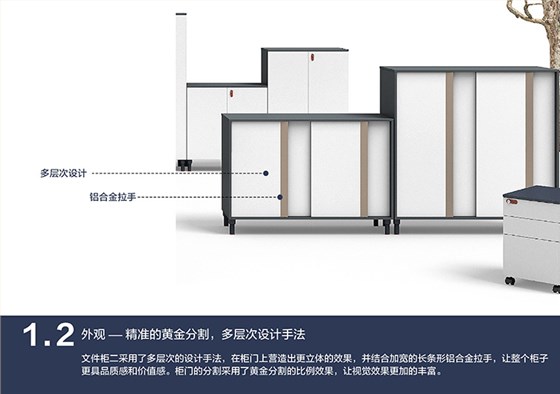 多层次设计
铝合金拉手
1.2 外观 — 精准的黄金分割，多层次设计手法
文件柜二采用了多层次的设计手法，在柜门上营造出更立体的效果，并结合加宽的长条形铝合金拉手，让整个柜子
更具品质感和价值感。柜门的分割采用了黄金分割的比例效果，让视觉效果更加的丰富。